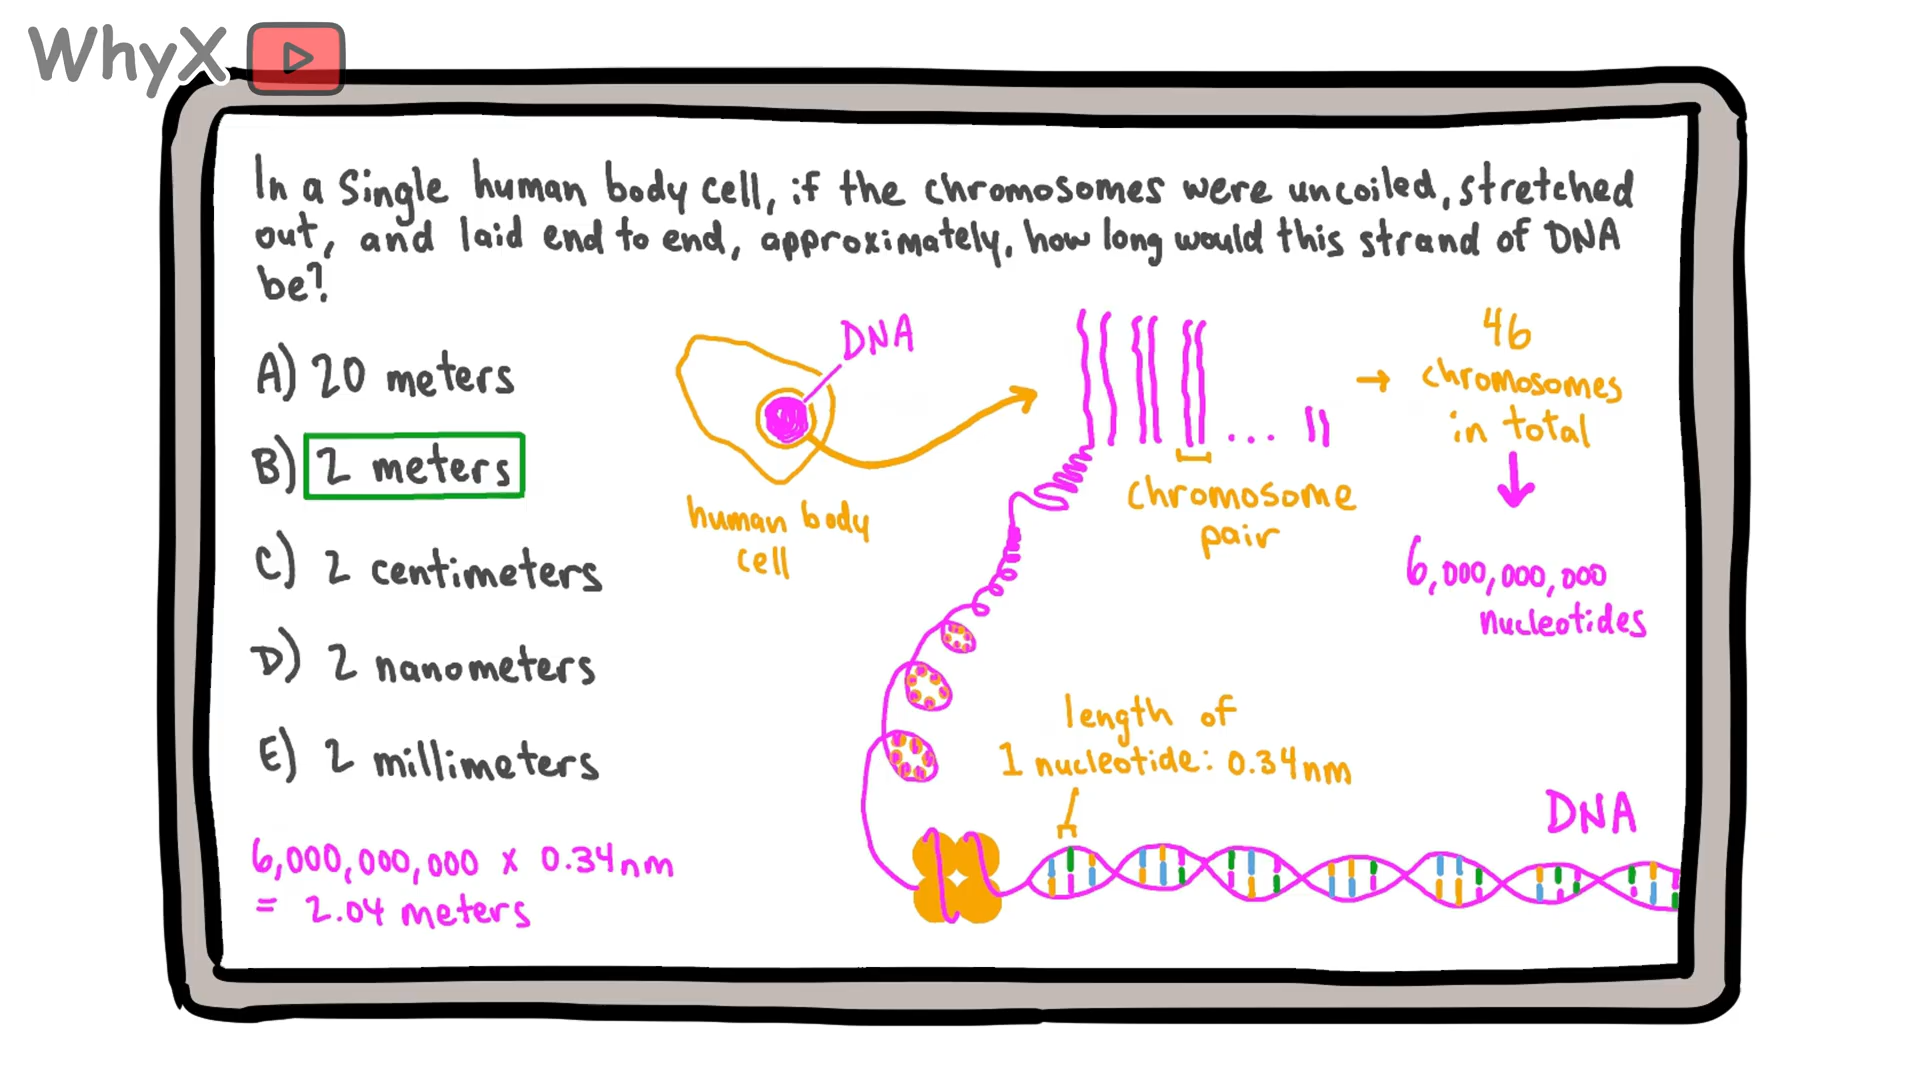 WhyX
In a single human body cell, if the chromosomes were uncoiled, stretched
out, and laid end to end, approximately, how long would this strand of DNA
be?
A) 20 meters
B) 2 meters
C) 2 centimeters
D) 2 nanometers
E) 2 millimeters
6,000,000,000 x 0.34nm
= 2.04 meters
DNA
human body
cell
chromosome
pair
...
→ 46
chromosomes
in total
6,000,000,000
nucleotides
length of
1 nucleotide: 0.34nm
DNA